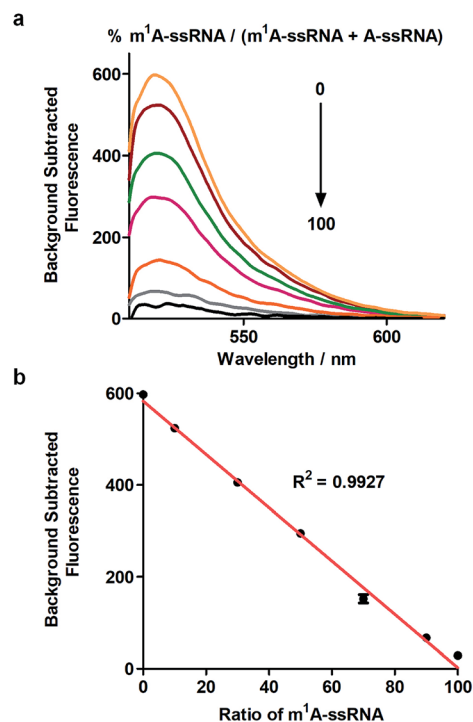 a
% m¹A-ssRNA / (m¹A-ssRNA + A-ssRNA)
600
400
200
0
Background Subtracted
Fluorescence
0
100
550
600
Wavelength / nm
b
600
400
200
0
Background Subtracted
Fluorescence
R² = 0.9927
0 20 40 60 80 100
Ratio of m¹A-ssRNA